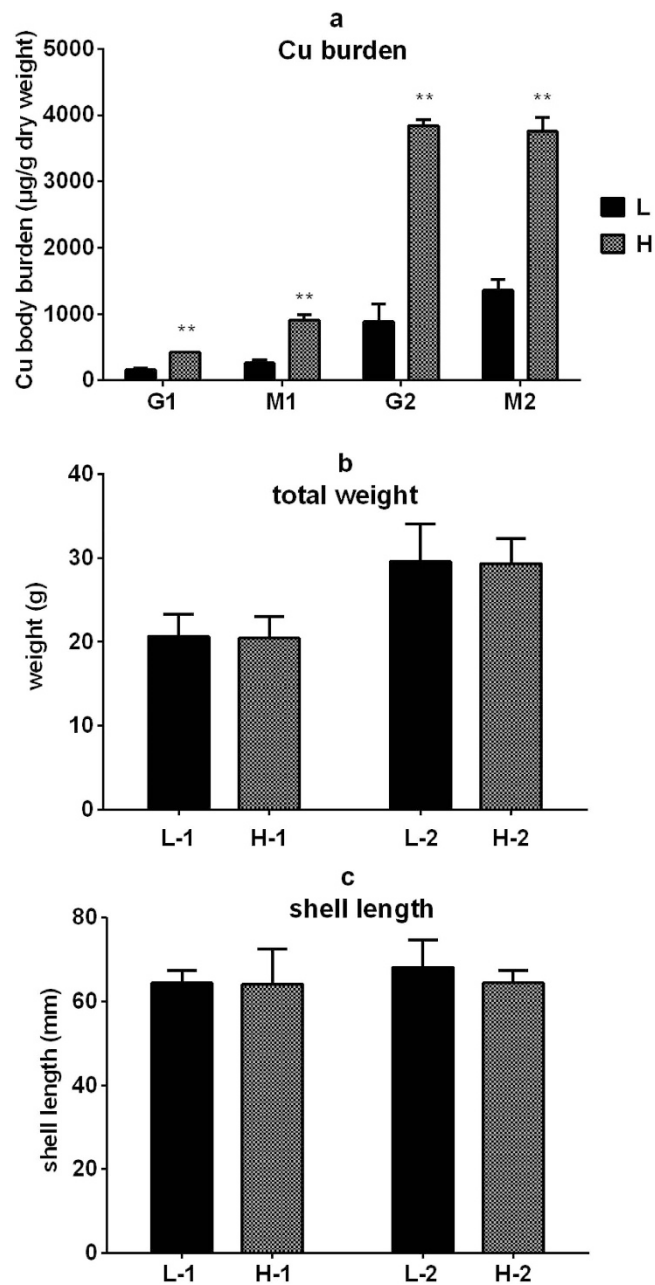 a
Cu burden
Cu body burden (µg/g dry weight)
5000
4000
3000
2000
1000
0
**
**
**
**
G1 M1 G2 M2
L
H
b
total weight
weight (g)
40
30
20
10
0
L-1 H-1 L-2 H-2
c
shell length
shell length (mm)
80
60
40
20
0
L-1 H-1 L-2 H-2